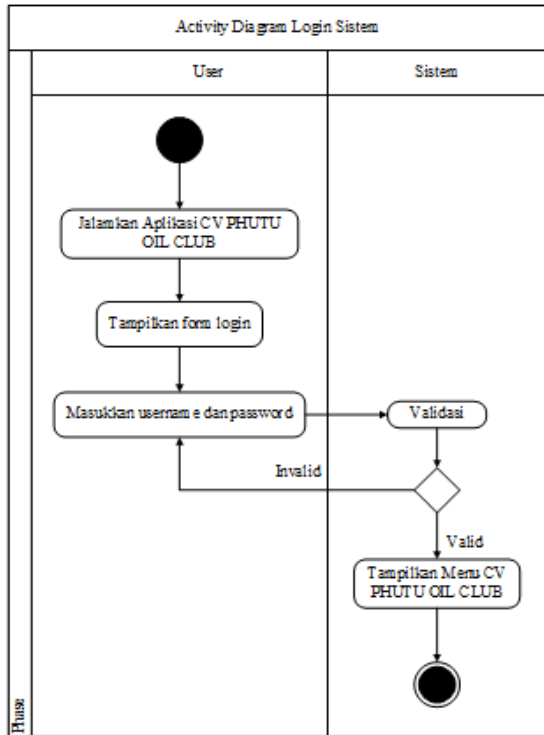 Activity Diagram Login Sistem
User
Sistem
Jalankan Aplikasi CV PHUTU
OIL CLUB
Tampilkan form login
Masukkan username dan password
Validasi
Invalid
Valid
Tampilkan Menu CV
PHUTU OIL CLUB
Phase